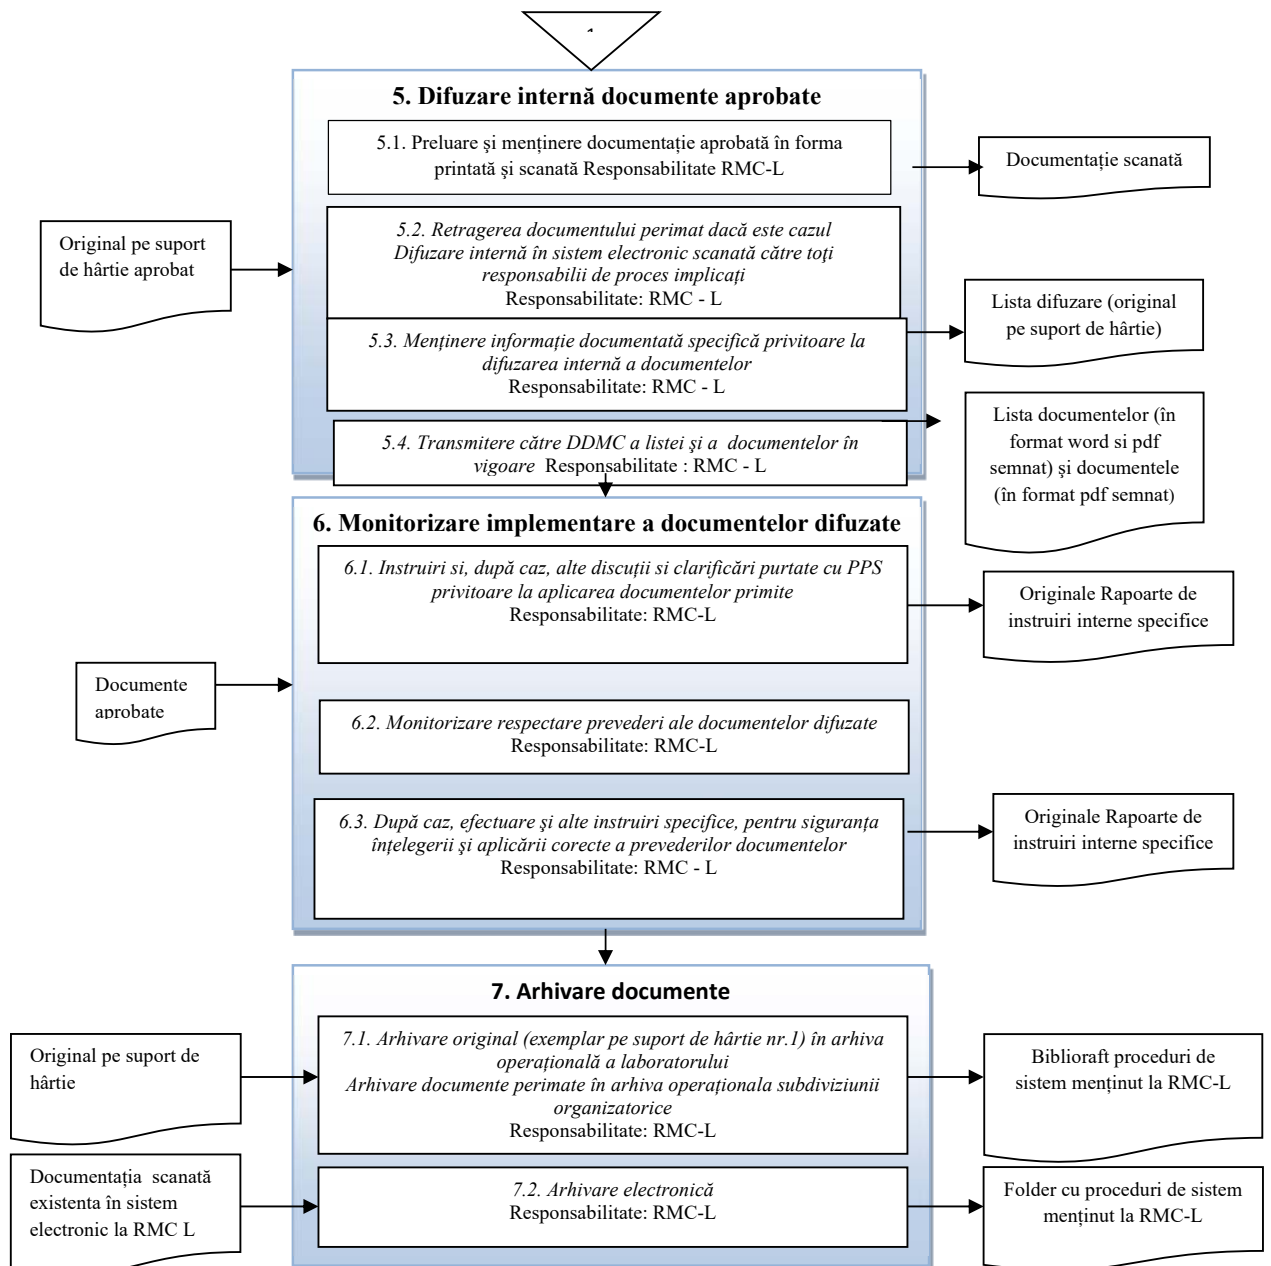 5. Difuzare internă documente aprobate
5.1. Preluare şi menținere documentație aprobată în forma
printată şi scanată Responsabilitate RMC-L
Documentație scanată
Original pe suport
de hârtie aprobat
5.2. Retragerea documentului perimat dacă este cazul
Difuzare internă în sistem electronic scanată către toți
responsabilii de proces implicați
Responsabilitate: RMC - L
Lista difuzare (original
pe suport de hârtie)
5.3. Menținere informație documentată specifică privitoare la
difuzarea internă a documentelor
Responsabilitate: RMC - L
Lista documentelor (în
format word si pdf
semnat) și documentele
(în format pdf semnat)
5.4. Transmitere către DDMC a listei şi a documentelor în
vigoare Responsabilitate : RMC - L
6. Monitorizare implementare a documentelor difuzate
6.1. Instruiri si, după caz, alte discuții si clarificări purtate cu PPS
privitoare la aplicarea documentelor primite
Responsabilitate: RMC-L
Originale Rapoarte de
instruiri interne specifice
Documente
aprobate
6.2. Monitorizare respectare prevederi ale documentelor difuzate
Responsabilitate: RMC-L
6.3. După caz, efectuare şi alte instruiri specifice, pentru siguranța
înțelegerii şi aplicării corecte a prevederilor documentelor
Responsabilitate: RMC - L
Originale Rapoarte de
instruiri interne specifice
7. Arhivare documente
Original pe suport de
hârtie
7.1. Arhivare original (exemplar pe suport de hârtie nr.1) în arhiva
operațională a laboratorului
Arhivare documente perimate în arhiva operaționala subdiviziunii
organizatorice
Responsabilitate: RMC-L
Biblioraft proceduri de
sistem menținut la RMC-L
Documentația scanată
existenta în sistem
electronic la RMC L
7.2. Arhivare electronică
Responsabilitate: RMC-L
Folder cu proceduri de sistem
menținut la RMC-L